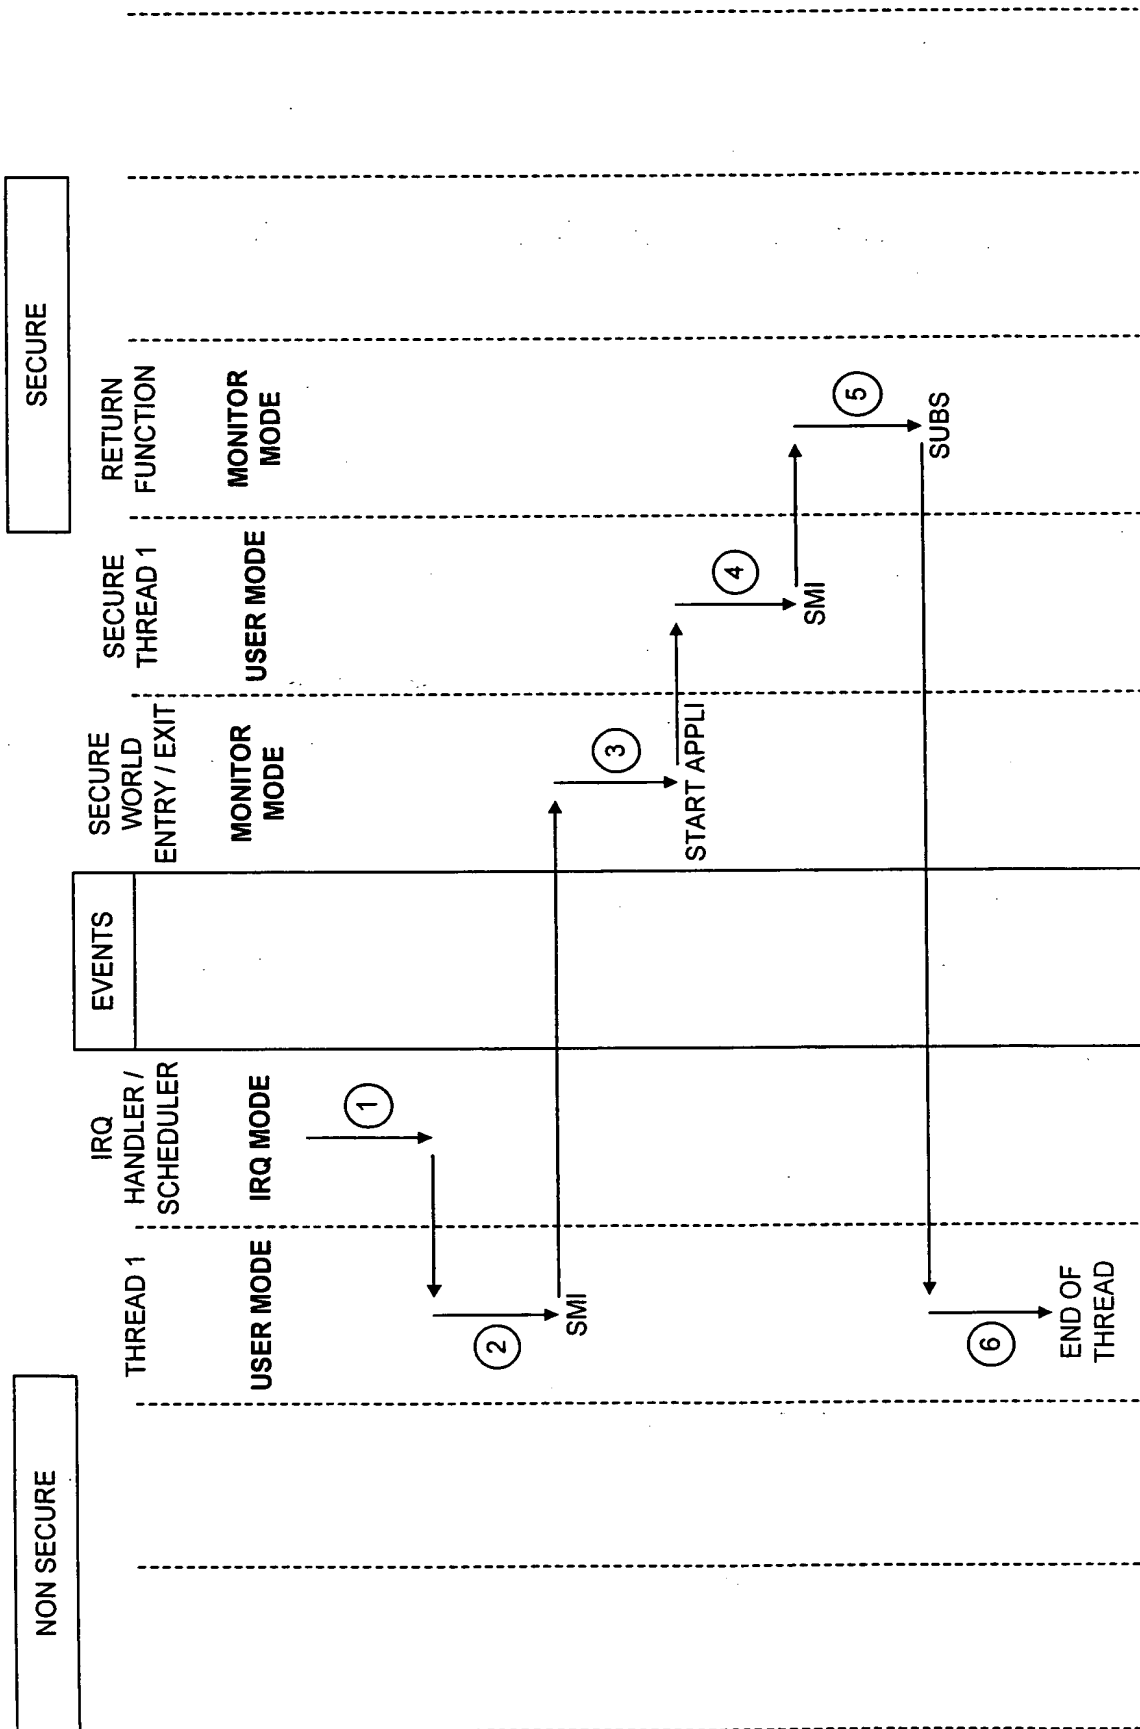 NON SECURE
SECURE
EVENTS
THREAD 1
IRQ
HANDLER /
SCHEDULER
SECURE
WORLD
ENTRY / EXIT
SECURE
THREAD 1
RETURN
FUNCTION
USER MODE
IRQ MODE
MONITOR
MODE
USER MODE
MONITOR
MODE
1
2
SMI
3
START APPLI
4
SMI
5
SUBS
6
END OF
THREAD